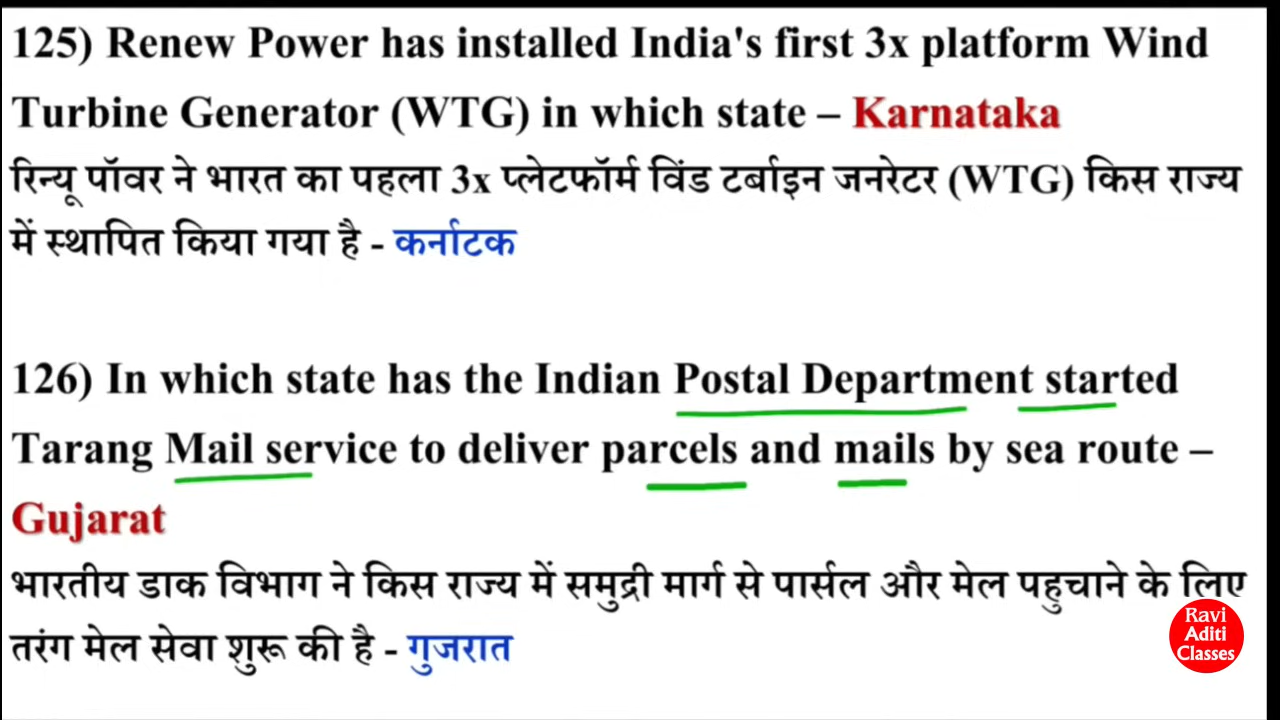 125) Renew Power has installed India's first 3x platform Wind
Turbine Generator (WTG) in which state – Karnataka
रिन्यू पॉवर ने भारत का पहला 3x प्लेटफॉर्म विंड टर्बाइन जनरेटर (WTG) किस राज्य
में स्थापित किया गया है - कर्नाटक
126) In which state has the Indian Postal Department started
Tarang Mail service to deliver parcels and mails by sea route –
Gujarat
भारतीय डाक विभाग ने किस राज्य में समुद्री मार्ग से पार्सल और मेल पहुचाने के लिए
तरंग मेल सेवा शुरू की है - गुजरात
Ravi
Aditi
Classes